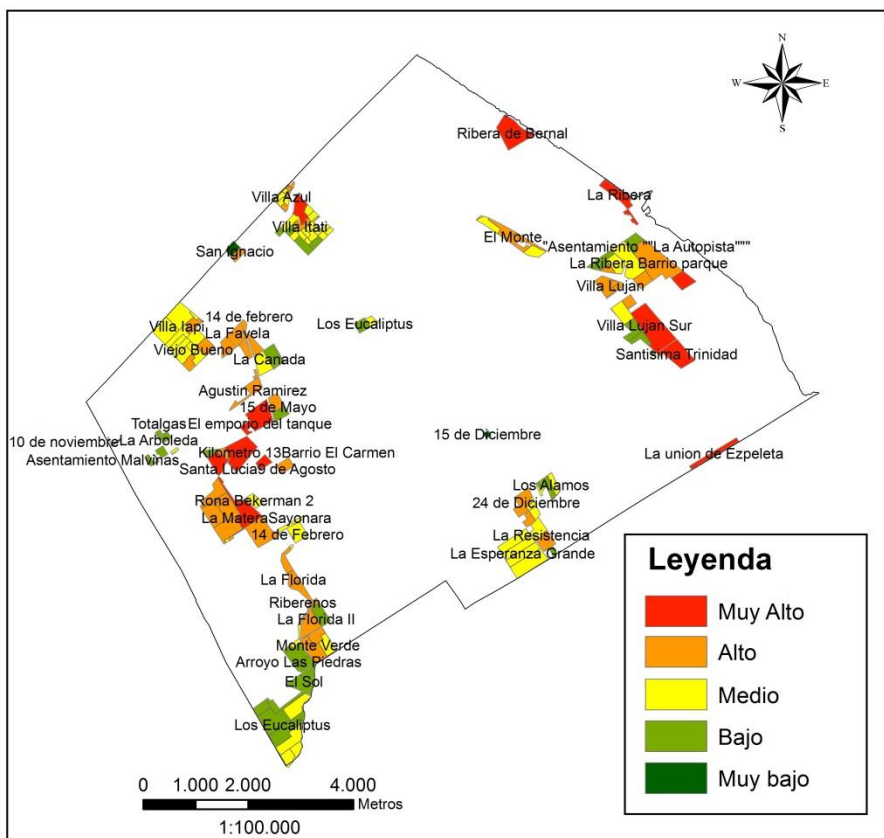 N
W
E
S
Ribera de Bernal
La Ribera
Villa Azul
Villa Itati
El Monte
San Ignacio
"Asentamiento ""La Autopista"""
La Ribera Barrio parque
Villa Lujan
14 de febrero
Los Eucaliptus
Villa Iapi
La Favela
Villa Lujan Sur
Viejo Bueno
La Canada
Santisima Trinidad
Agustin Ramirez
15 de Mayo
Totalgas
El emporio del tanque
15 de Diciembre
10 de noviembre
La Arboleda
Kilometro 13
Barrio El Carmen
La union de Ezpeleta
Asentamiento Malvinas
Santa Lucia
9 de Agosto
Los Alamos
Rona Bekerman 2
24 de Diciembre
La Matera
Sayonara
14 de Febrero
La Resistencia
La Esperanza Grande
La Florida
Riberenos
La Florida II
Monte Verde
Arroyo Las Piedras
El Sol
Los Eucaliptus
Leyenda
Muy Alto
Alto
Medio
Bajo
Muy bajo
0 1.000 2.000 4.000
Metros
1:100.000